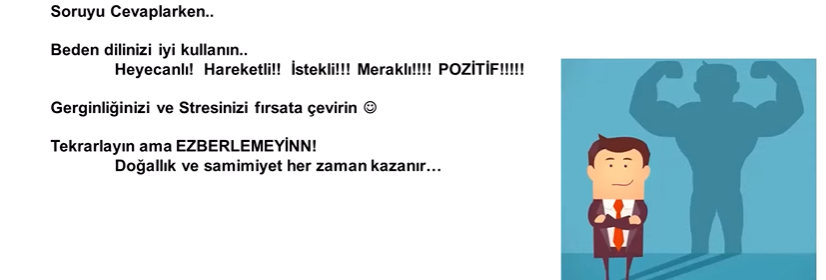 Soruyu Cevaplarken..
Beden dilinizi iyi kullanın..
Heyecanlı! Hareketli!! İstekli!!! Meraklı!!!! POZİTİF!!!!!
Gerginliğinizi ve Stresinizi fırsata çevirin ☺
Tekrarlayın ama EZBERLEMEYİNN!
Doğallık ve samimiyet her zaman kazanır…